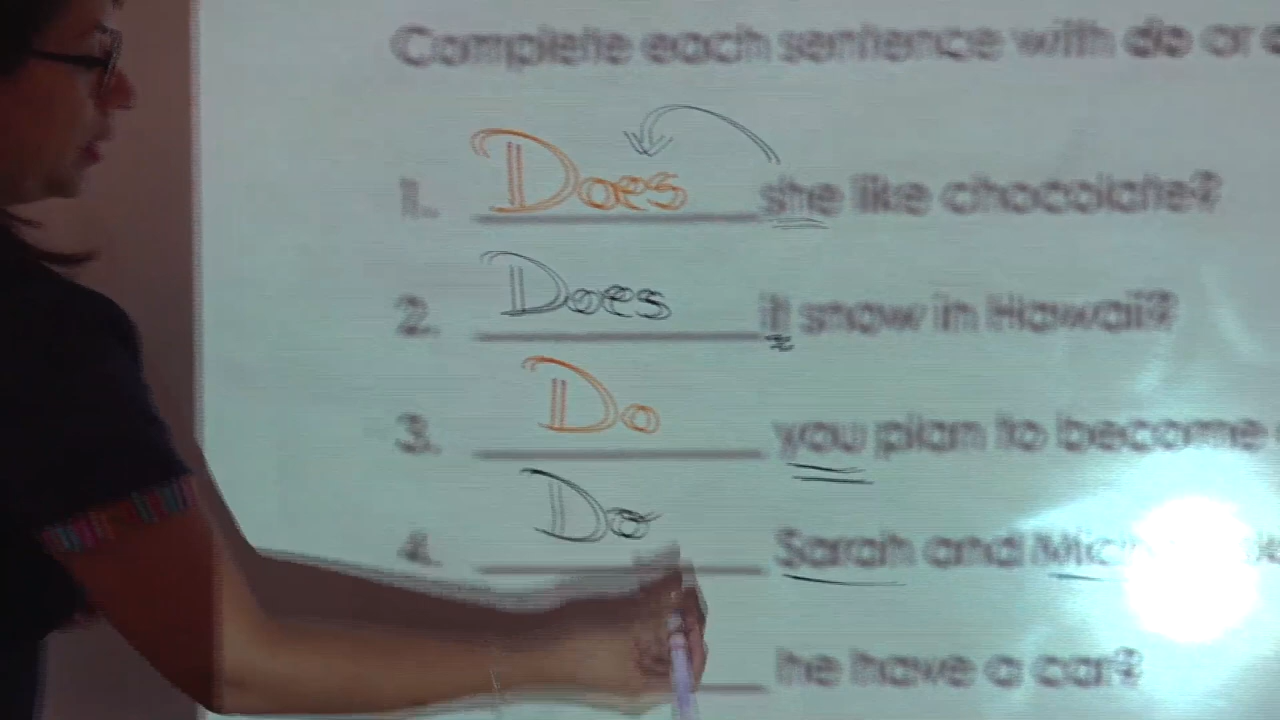 Complete each sentence with do or
1. Does she like chocolate?
2. Does it snow in Hawaii?
3. Do you plan to become
4. Do Sarah and
he have a car?